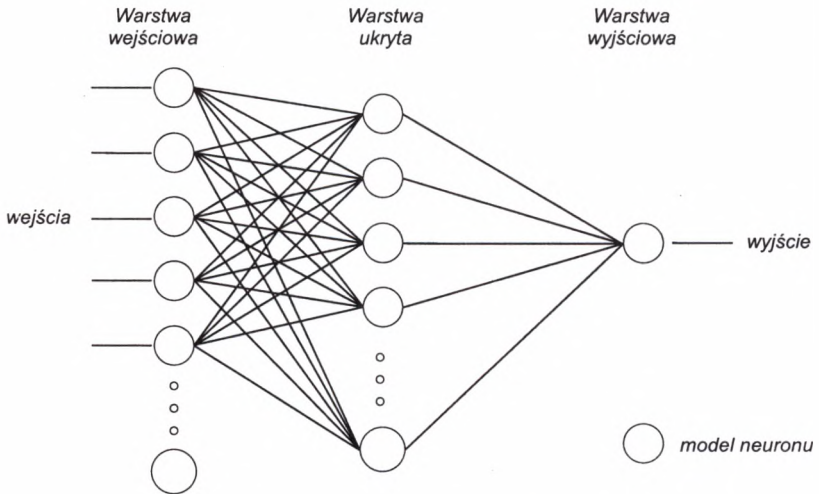 Warstwa
wejściowa
Warstwa
ukryta
Warstwa
wyjściowa
wejścia
wyjście
model neuronu